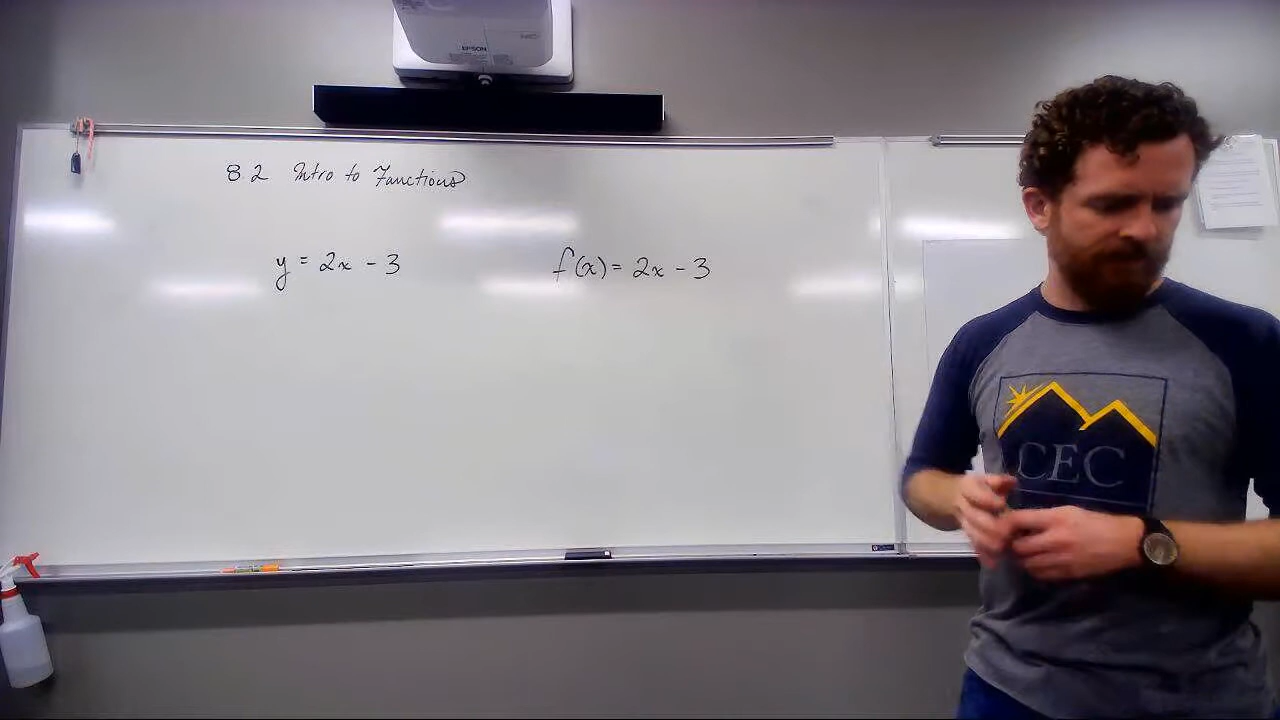 EPSON
8.2 Intro to Functions
y = 2x - 3
f(x) = 2x - 3
CEC